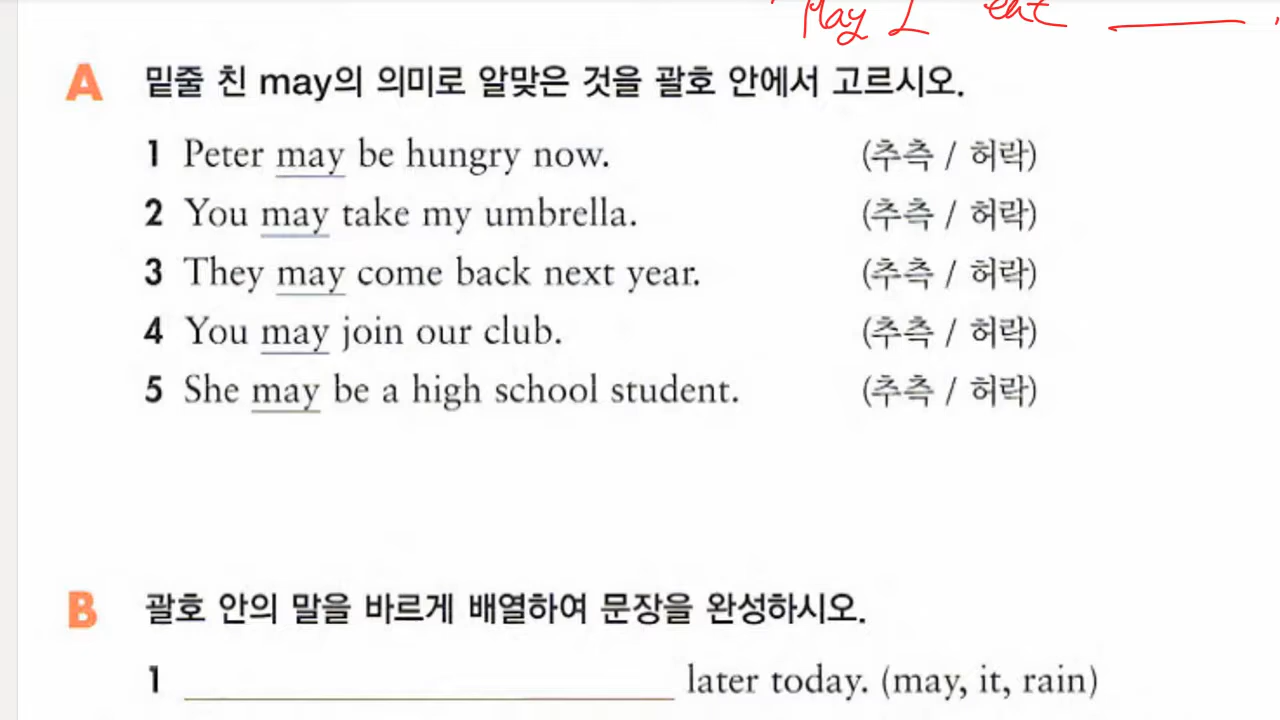 May I eat
A 밑줄 친 may의 의미로 알맞은 것을 괄호 안에서 고르시오.
1 Peter may be hungry now. (추측 / 허락)
2 You may take my umbrella. (추측 / 허락)
3 They may come back next year. (추측 / 허락)
4 You may join our club. (추측 / 허락)
5 She may be a high school student. (추측 / 허락)
B 괄호 안의 말을 바르게 배열하여 문장을 완성하시오.
1 ____________________ later today. (may, it, rain)